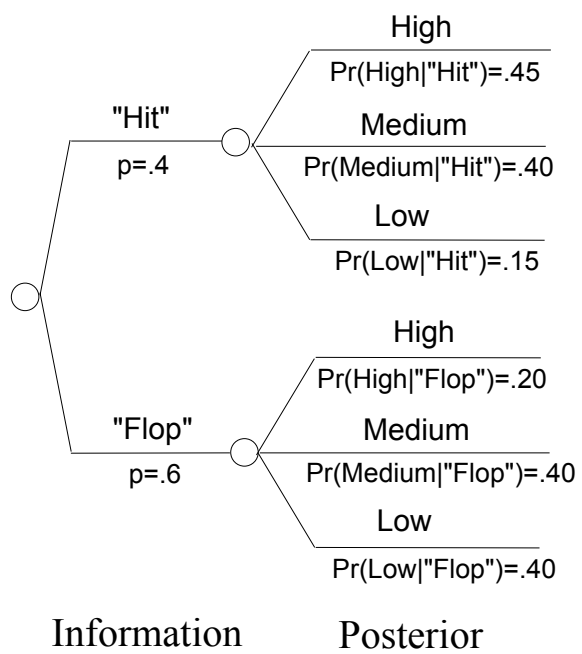 High
Pr(High|"Hit")=.45
"Hit"
p=.4
Medium
Pr(Medium|"Hit")=.40
Low
Pr(Low|"Hit")=.15
High
Pr(High|"Flop")=.20
"Flop"
p=.6
Medium
Pr(Medium|"Flop")=.40
Low
Pr(Low|"Flop")=.40
Information Posterior